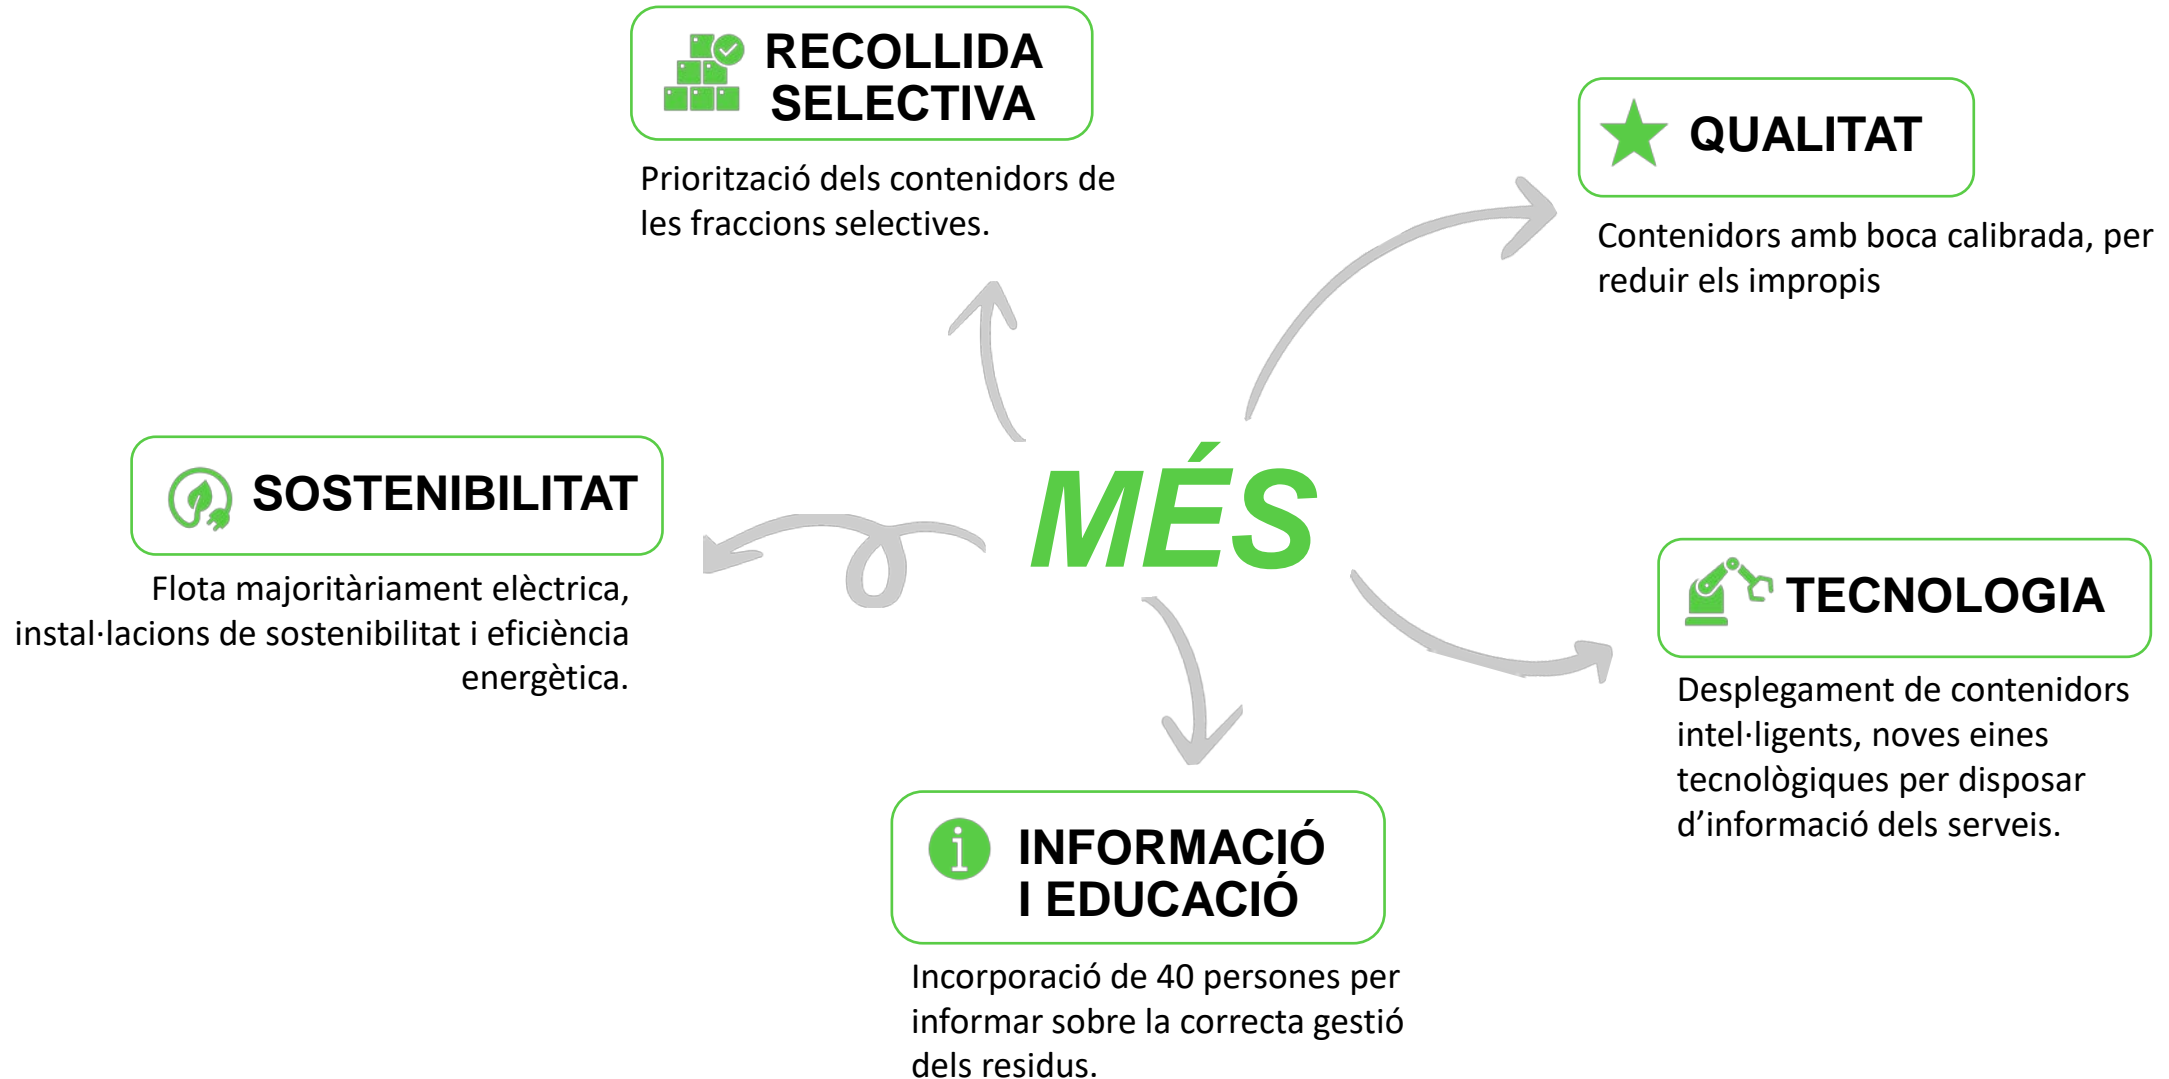 RECOLLIDA
SELECTIVA
Priorització dels contenidors de
les fraccions selectives.
QUALITAT
Contenidors amb boca calibrada, per
reduir els impropis
MÉS
SOSTENIBILITAT
Flota majoritàriament elèctrica,
instal·lacions de sostenibilitat i eficiència
energètica.
TECNOLOGIA
Desplegament de contenidors
intel·ligents, noves eines
tecnològiques per disposar
d’informació dels serveis.
INFORMACIÓ
I EDUCACIÓ
Incorporació de 40 persones per
informar sobre la correcta gestió
dels residus.